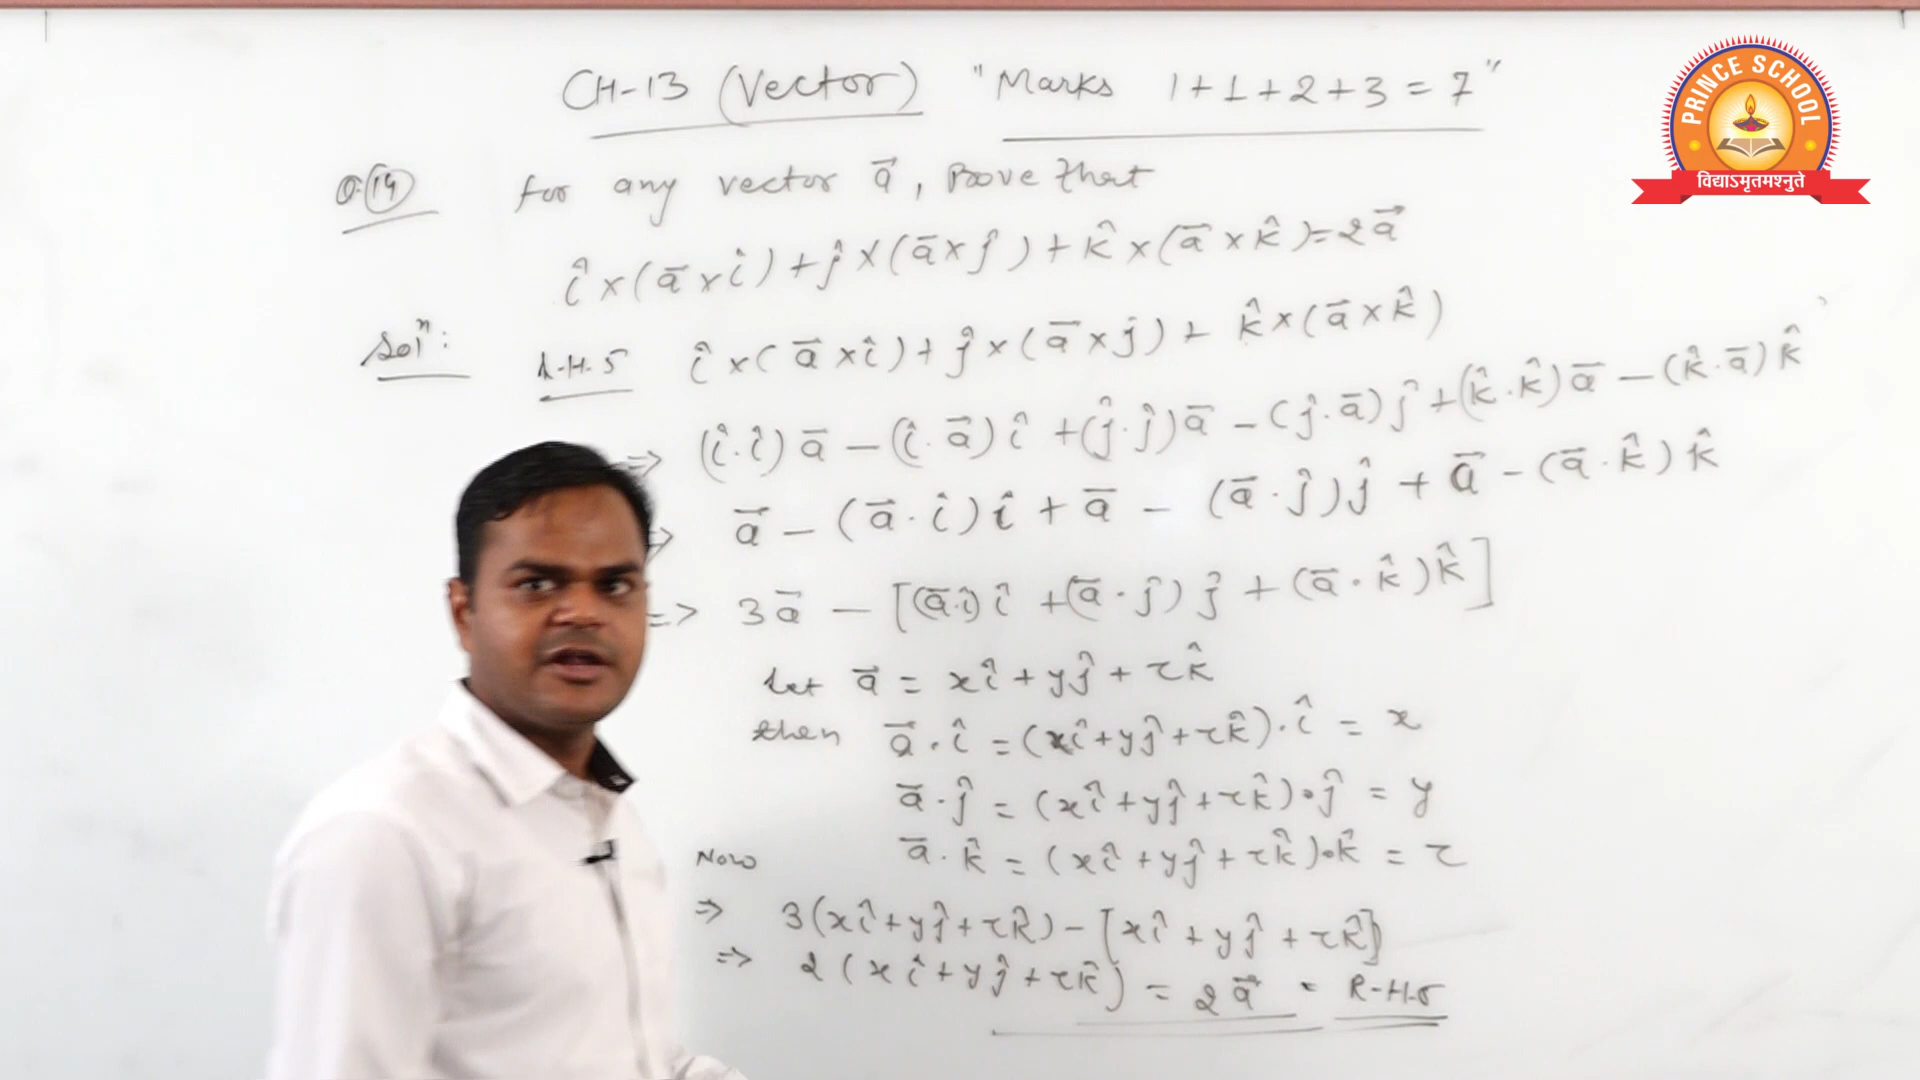 CH-13 (Vector) "Marks 1+1+2+3=7"
PRINCE SCHOOL
विद्याऽमृतमश्नुते
Q.(14) for any vector a⃗, prove that
î×(a̅×î)+ĵ×(a̅×ĵ)+k̂×(a̅×k̂)=2a⃗
Solⁿ:
L-H-S î×(a̅×î)+ĵ×(a̅×ĵ)+k̂×(a̅×k̂)
=> (î.î)a̅-(î.a̅)î+(ĵ.ĵ)a̅-(ĵ.a̅)ĵ+(k̂.k̂)a̅-(k̂.a̅)k̂
=> a̅-(a̅.î)î+a̅-(a̅.ĵ)ĵ+a̅-(a̅.k̂)k̂
=> 3a̅-[(a̅.î)î+(a̅.ĵ)ĵ+(a̅.k̂)k̂]
Let a⃗ = xî+yĵ+zk̂
then a⃗.î=(xî+yĵ+zk̂).î = x
a̅.ĵ=(xî+yĵ+zk̂).ĵ = y
a̅.k̂=(xî+yĵ+zk̂).k̂ = z
Now
=> 3(xî+yĵ+zk̂)-[xî+yĵ+zk̂]
=> 2(xî+yĵ+zk̂) = 2a⃗ = R-H-S